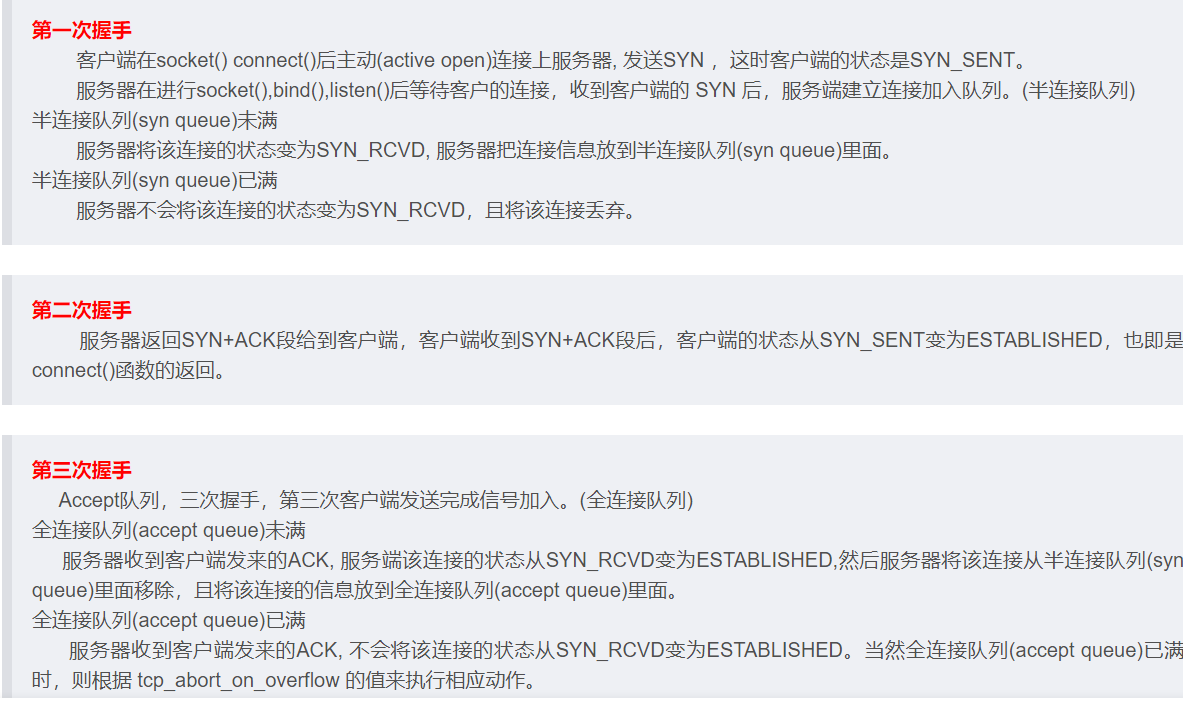 第一次握手
客户端在socket() connect()后主动(active open)连接上服务器, 发送SYN ，这时客户端的状态是SYN_SENT。
服务器在进行socket(),bind(),listen()后等待客户的连接，收到客户端的 SYN 后，服务端建立连接加入队列。(半连接队列)
半连接队列(syn queue)未满
服务器将该连接的状态变为SYN_RCVD, 服务器把连接信息放到半连接队列(syn queue)里面。
半连接队列(syn queue)已满
服务器不会将该连接的状态变为SYN_RCVD，且将该连接丢弃。
第二次握手
服务器返回SYN+ACK段给到客户端，客户端收到SYN+ACK段后，客户端的状态从SYN_SENT变为ESTABLISHED，也即是
connect()函数的返回。
第三次握手
Accept队列，三次握手，第三次客户端发送完成信号加入。(全连接队列)
全连接队列(accept queue)未满
服务器收到客户端发来的ACK, 服务端该连接的状态从SYN_RCVD变为ESTABLISHED,然后服务器将该连接从半连接队列(syn
queue)里面移除，且将该连接的信息放到全连接队列(accept queue)里面。
全连接队列(accept queue)已满
服务器收到客户端发来的ACK, 不会将该连接的状态从SYN_RCVD变为ESTABLISHED。当然全连接队列(accept queue)已满
时，则根据 tcp_abort_on_overflow 的值来执行相应动作。